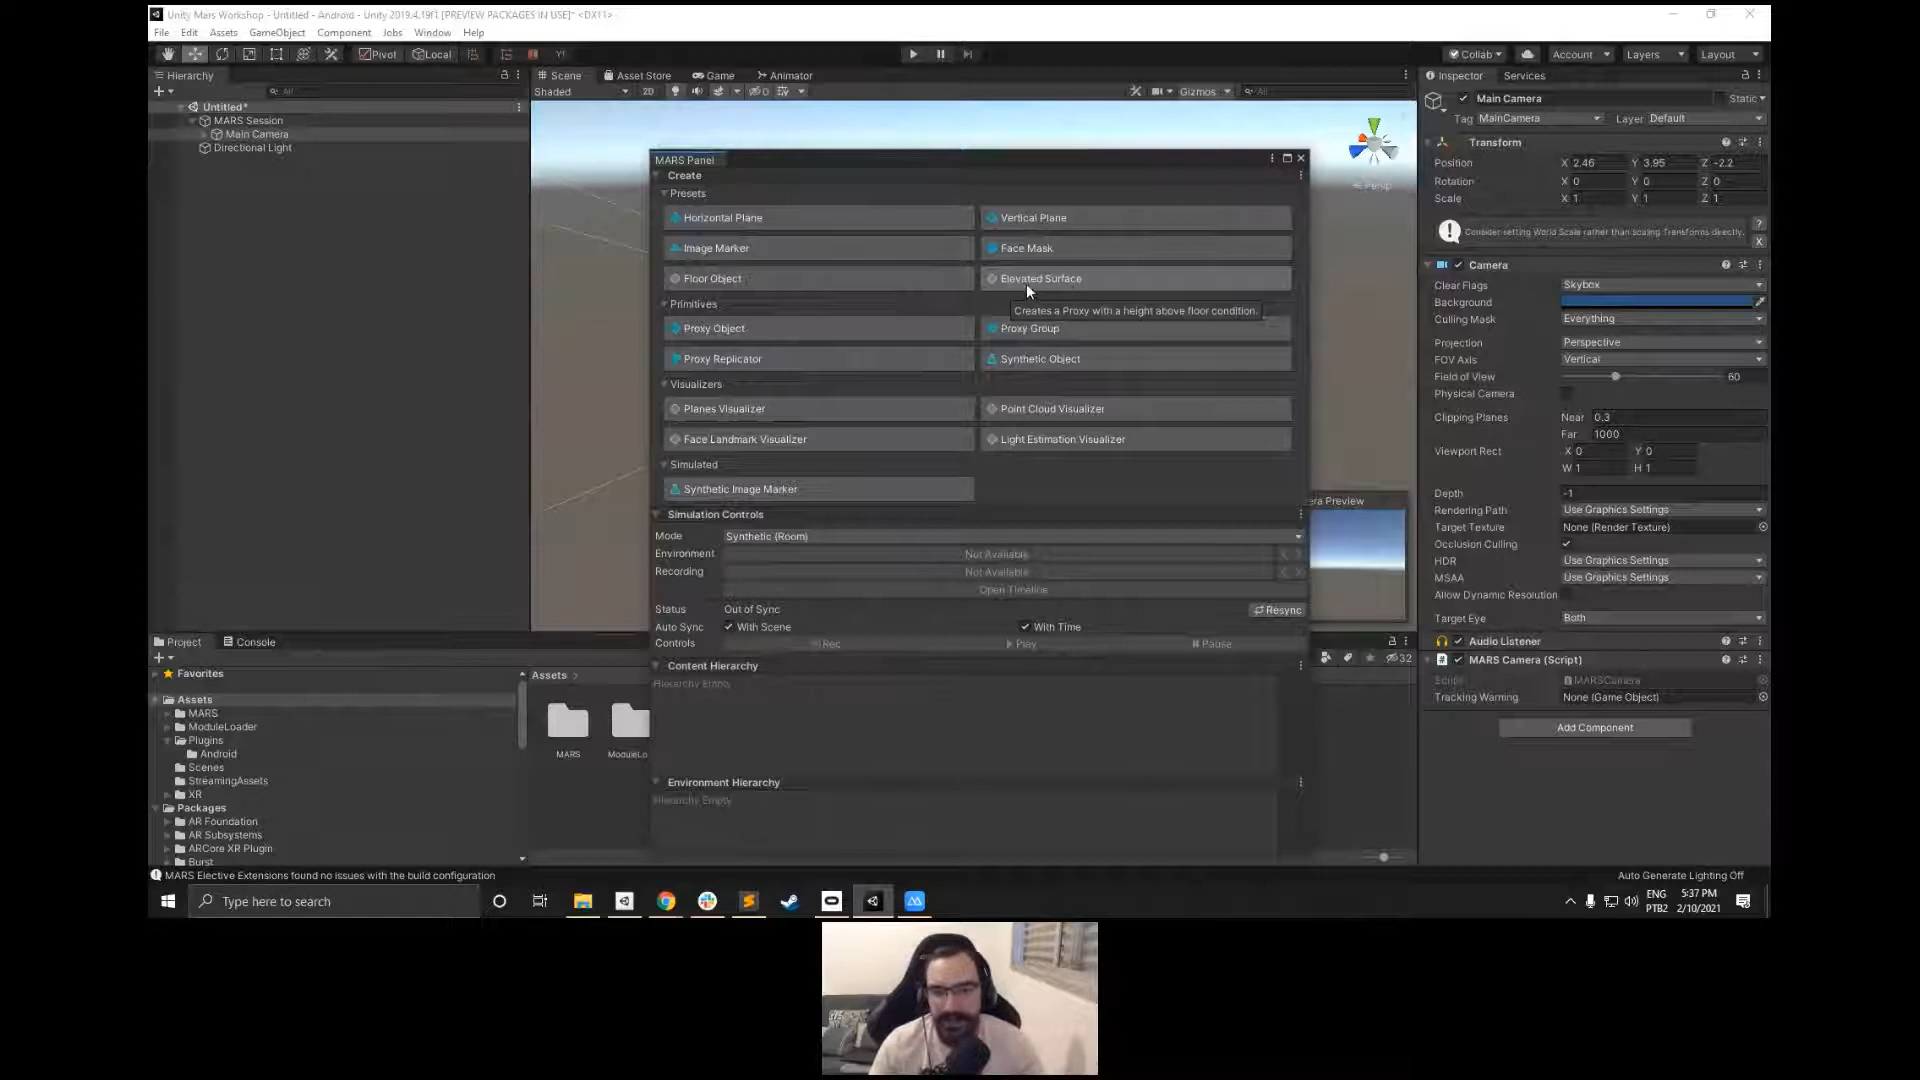 Unity Mars Workshop - Untitled - Android - Unity 2019.4.19f1 [PREVIEW PACKAGES IN USE]* <DX11>
File Edit Assets GameObject Component Jobs Window Help
Pivot Local Collab Account Layers Layout
Hierarchy
All
Untitled*
MARS Session
Main Camera
Directional Light
Scene Asset Store Game Animator
Shaded 2D 0 Gizmos All
Persp
MARS Panel
Create
Presets
Horizontal Plane Vertical Plane
Image Marker Face Mask
Floor Object Elevated Surface
Creates a Proxy with a height above floor condition.
Primitives
Proxy Object Proxy Group
Proxy Replicator Synthetic Object
Visualizers
Planes Visualizer Point Cloud Visualizer
Face Landmark Visualizer Light Estimation Visualizer
Simulated
Synthetic Image Marker
era Preview
Simulation Controls
Mode Synthetic (Room)
Environment Not Available
Recording Not Available
Open Timeline
Status Out of Sync Resync
Auto Sync With Scene With Time
Controls Rec Play Pause
Content Hierarchy
Hierarchy Empty
Environment Hierarchy
Hierarchy Empty
Inspector Services
Main Camera Static
Tag MainCamera Layer Default
Transform
Position X 2.46 Y 3.95 Z -2.2
Rotation X 0 Y 0 Z 0
Scale X 1 Y 1 Z 1
Consider setting World Scale rather than scaling Transforms directly.
? X
Camera
Clear Flags Skybox
Background
Culling Mask Everything
Projection Perspective
FOV Axis Vertical
Field of View 60
Physical Camera
Clipping Planes Near 0.3
Far 1000
Viewport Rect X 0 Y 0
W 1 H 1
Depth -1
Rendering Path Use Graphics Settings
Target Texture None (Render Texture)
Occlusion Culling
HDR Use Graphics Settings
MSAA Use Graphics Settings
Allow Dynamic Resolution
Target Eye Both
Audio Listener
MARS Camera (Script)
Script MARSCamera
Tracking Warning None (Game Object)
Add Component
Project Console
32
Favorites
Assets
MARS
ModuleLoader
Plugins
Android
Scenes
StreamingAssets
XR
Packages
AR Foundation
AR Subsystems
ARCore XR Plugin
Burst
Assets >
MARS ModuleLo
MARS Elective Extensions found no issues with the build configuration
Auto Generate Lighting Off
Type here to search
ENG 5:37 PM
PTB2 2/10/2021